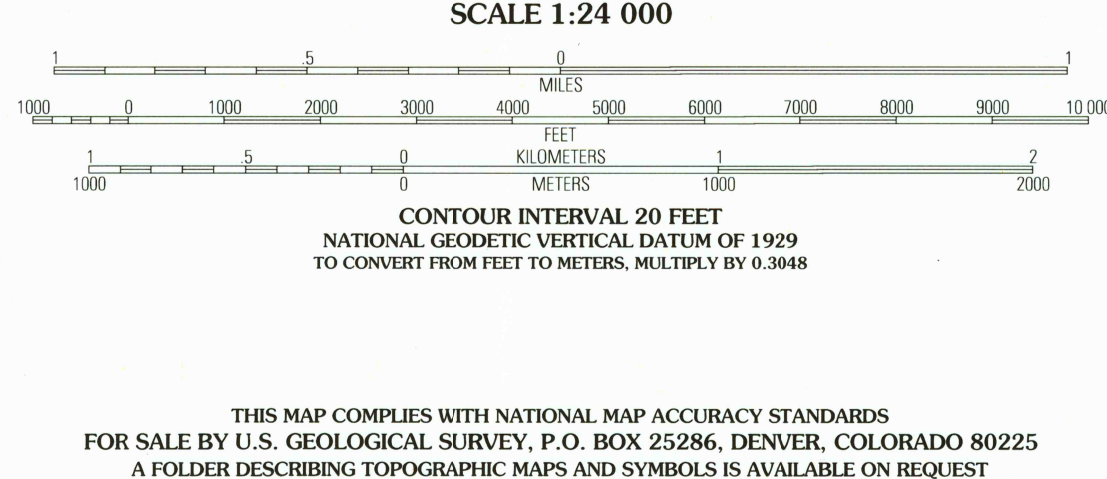 SCALE 1:24 000
1 .5 0 1
MILES
1000 0 1000 2000 3000 4000 5000 6000 7000 8000 9000 10 000
FEET
1 .5 0 KILOMETERS 1 2
1000 0 METERS 1000 2000
CONTOUR INTERVAL 20 FEET
NATIONAL GEODETIC VERTICAL DATUM OF 1929
TO CONVERT FROM FEET TO METERS, MULTIPLY BY 0.3048
THIS MAP COMPLIES WITH NATIONAL MAP ACCURACY STANDARDS
FOR SALE BY U.S. GEOLOGICAL SURVEY, P.O. BOX 25286, DENVER, COLORADO 80225
A FOLDER DESCRIBING TOPOGRAPHIC MAPS AND SYMBOLS IS AVAILABLE ON REQUEST